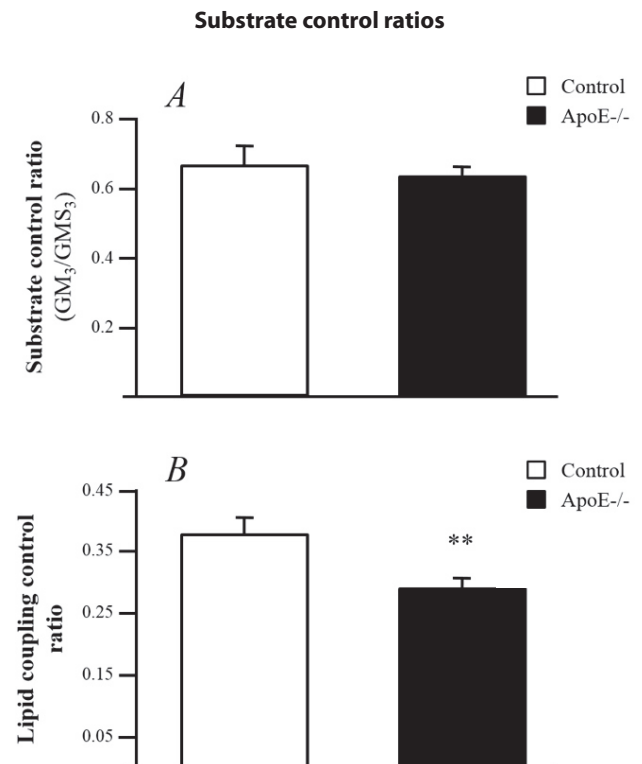 Substrate control ratios
A
Control
ApoE-/-
0.8
0.6
0.4
0.2
Substrate control ratio
(GM₃/GMS₃)
B
Control
ApoE-/-
0.45
0.35
0.25
0.15
0.05
**
Lipid coupling control
ratio